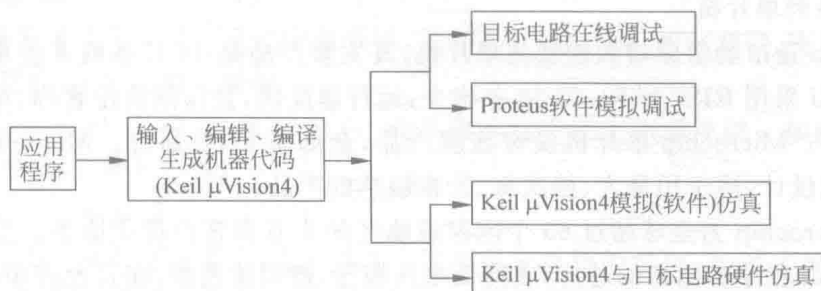 目标电路在线调试
Proteus软件模拟调试
应用
程序
输入、编辑、编译
生成机器代码
(Keil μVision4)
Keil μVision4模拟(软件)仿真
Keil μVision4与目标电路硬件仿真